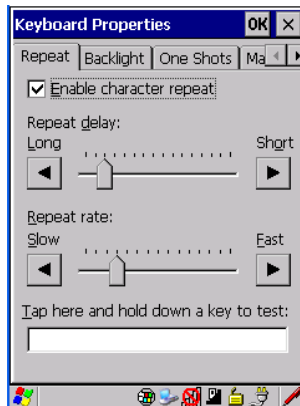 Keyboard Properties OK ×
Repeat Backlight One Shots Ma
Enable character repeat
Repeat delay:
Long Short
Repeat rate:
Slow Fast
Tap here and hold down a key to test: